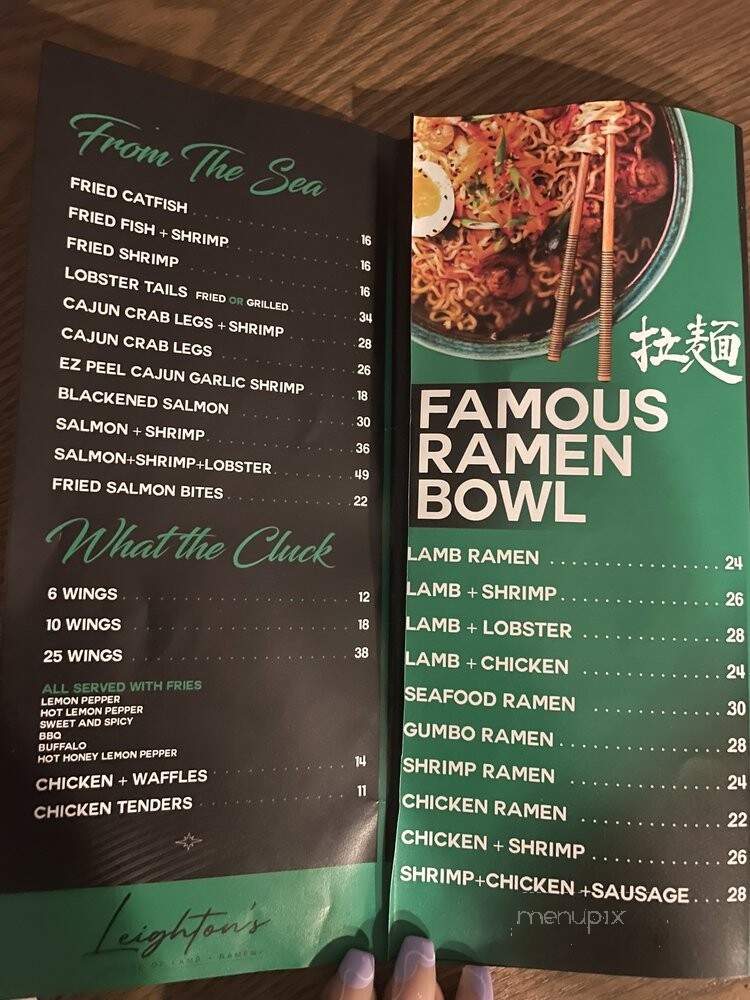 From The Sea
FRIED CATFISH 16
FRIED FISH + SHRIMP 16
FRIED SHRIMP 16
LOBSTER TAILS FRIED OR GRILLED 34
CAJUN CRAB LEGS + SHRIMP 28
CAJUN CRAB LEGS 26
EZ PEEL CAJUN GARLIC SHRIMP 18
BLACKENED SALMON 30
SALMON + SHRIMP 36
SALMON+SHRIMP+LOBSTER 49
FRIED SALMON BITES 22
What the Cluck
6 WINGS 12
10 WINGS 18
25 WINGS 38
ALL SERVED WITH FRIES
LEMON PEPPER
HOT LEMON PEPPER
SWEET AND SPICY
BBQ
BUFFALO
HOT HONEY LEMON PEPPER
CHICKEN + WAFFLES 14
CHICKEN TENDERS 11
Leighton's
OF LAMB + RAMEN
拉麺
FAMOUS
RAMEN
BOWL
LAMB RAMEN 24
LAMB + SHRIMP 26
LAMB + LOBSTER 28
LAMB + CHICKEN 24
SEAFOOD RAMEN 30
GUMBO RAMEN 28
SHRIMP RAMEN 24
CHICKEN RAMEN 22
CHICKEN + SHRIMP 26
SHRIMP+CHICKEN +SAUSAGE 28
menupix